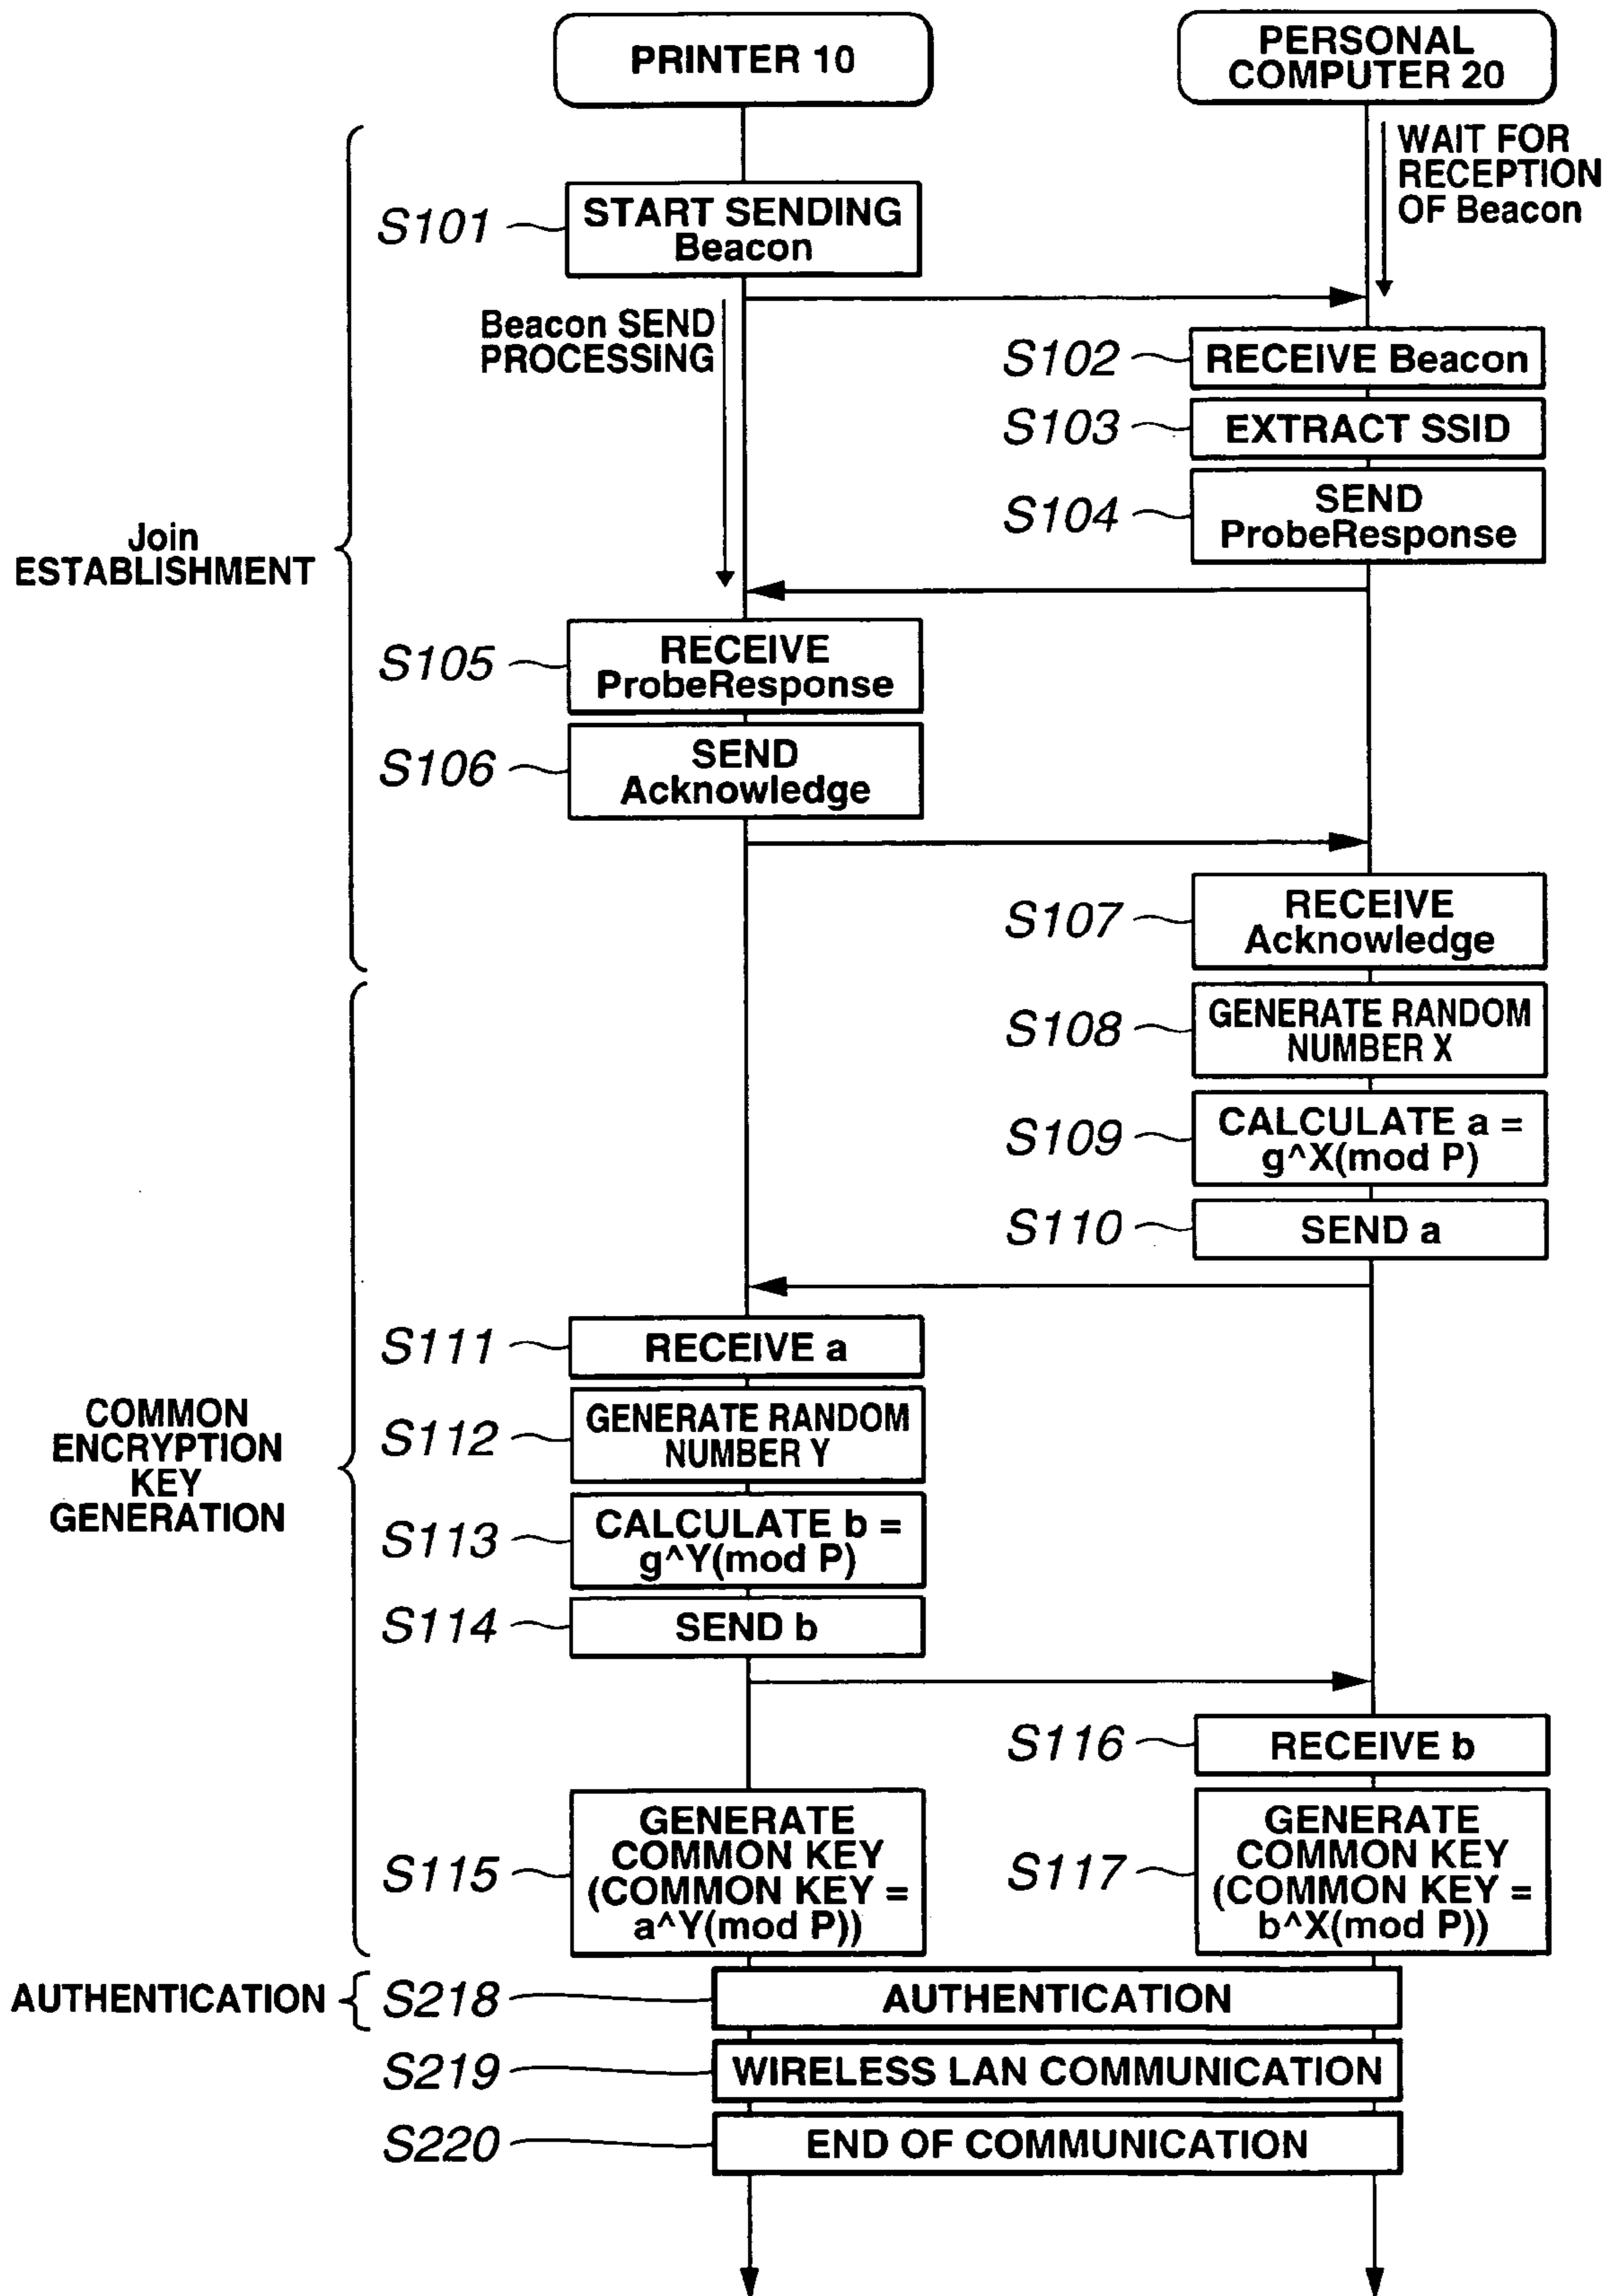 PRINTER 10
PERSONAL
COMPUTER 20
WAIT FOR
RECEPTION
OF Beacon
S101
START SENDING
Beacon
Beacon SEND
PROCESSING
S102
RECEIVE Beacon
S103
EXTRACT SSID
S104
SEND
ProbeResponse
Join
ESTABLISHMENT
S105
RECEIVE
ProbeResponse
S106
SEND
Acknowledge
S107
RECEIVE
Acknowledge
S108
GENERATE RANDOM
NUMBER X
S109
CALCULATE a =
g^X(mod P)
S110
SEND a
S111
RECEIVE a
COMMON
ENCRYPTION
KEY
GENERATION
S112
GENERATE RANDOM
NUMBER Y
S113
CALCULATE b =
g^Y(mod P)
S114
SEND b
S116
RECEIVE b
S115
GENERATE
COMMON KEY
(COMMON KEY =
a^Y(mod P))
S117
GENERATE
COMMON KEY
(COMMON KEY =
b^X(mod P))
AUTHENTICATION
S218
AUTHENTICATION
S219
WIRELESS LAN COMMUNICATION
S220
END OF COMMUNICATION